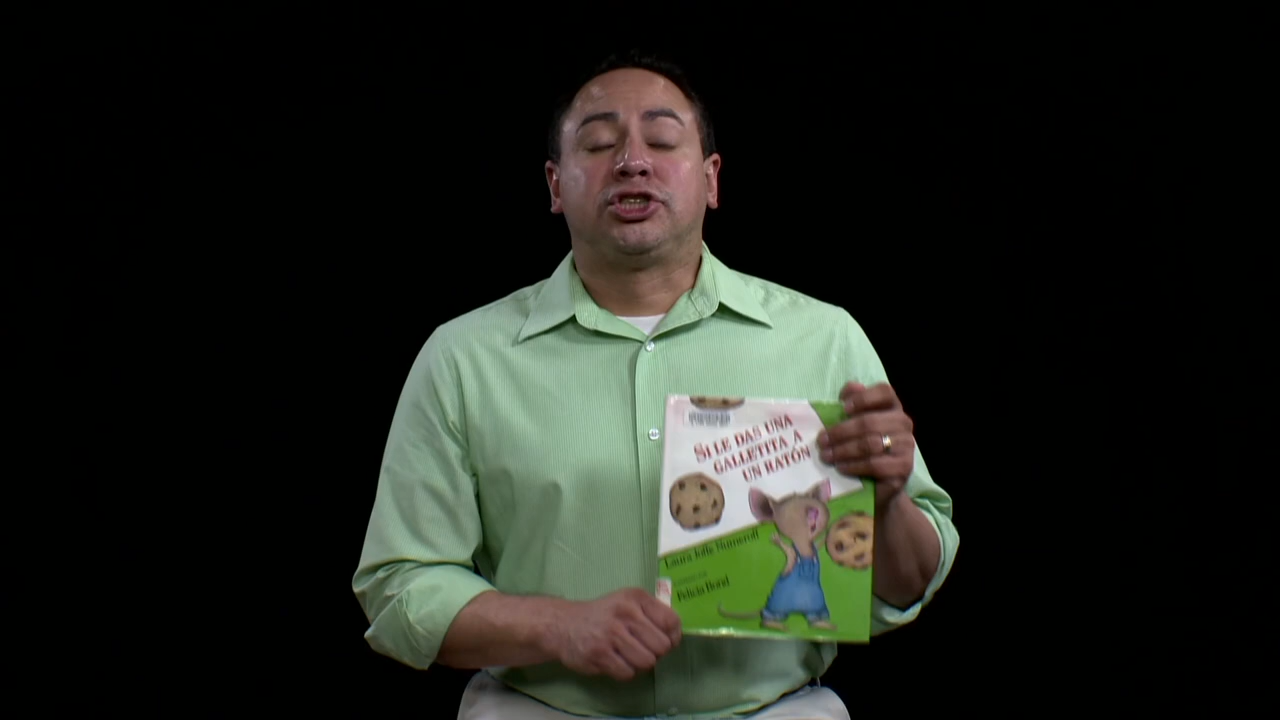 SI LE DAS UNA
GALLETITA A
UN RATÓN
Laura Joffe Numeroff
Felicia Bond